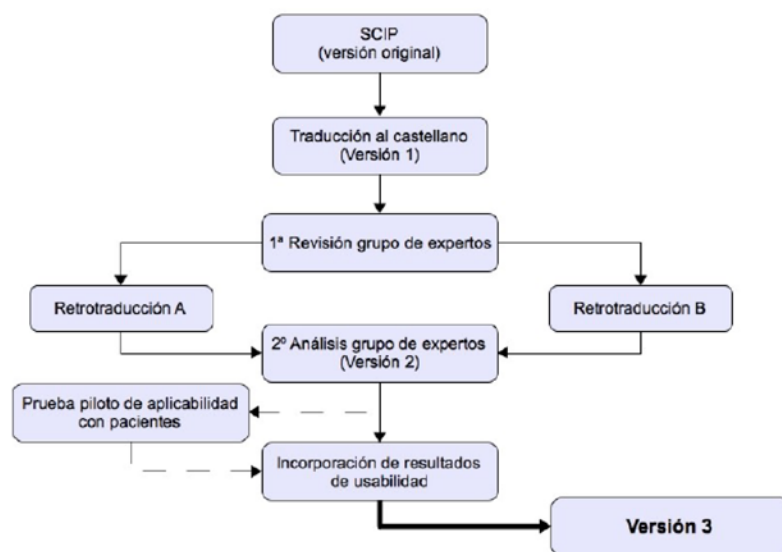 SCIP
(versión original)
Traducción al castellano
(Versión 1)
1ª Revisión grupo de expertos
Retrotraducción A
Retrotraducción B
2º Análisis grupo de expertos
(Versión 2)
Prueba piloto de aplicabilidad
con pacientes
Incorporación de resultados
de usabilidad
Versión 3